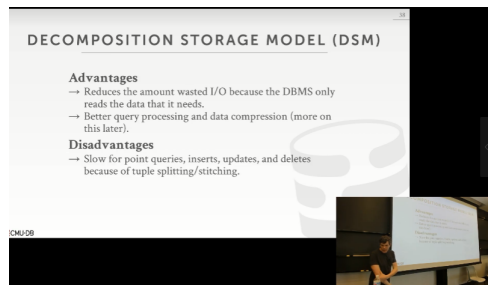 38
DECOMPOSITION STORAGE MODEL (DSM)
Advantages
→ Reduces the amount wasted I/O because the DBMS only
reads the data that it needs.
→ Better query processing and data compression (more on
this later).
Disadvantages
→ Slow for point queries, inserts, updates, and deletes
because of tuple splitting/stitching.
CMU-DB